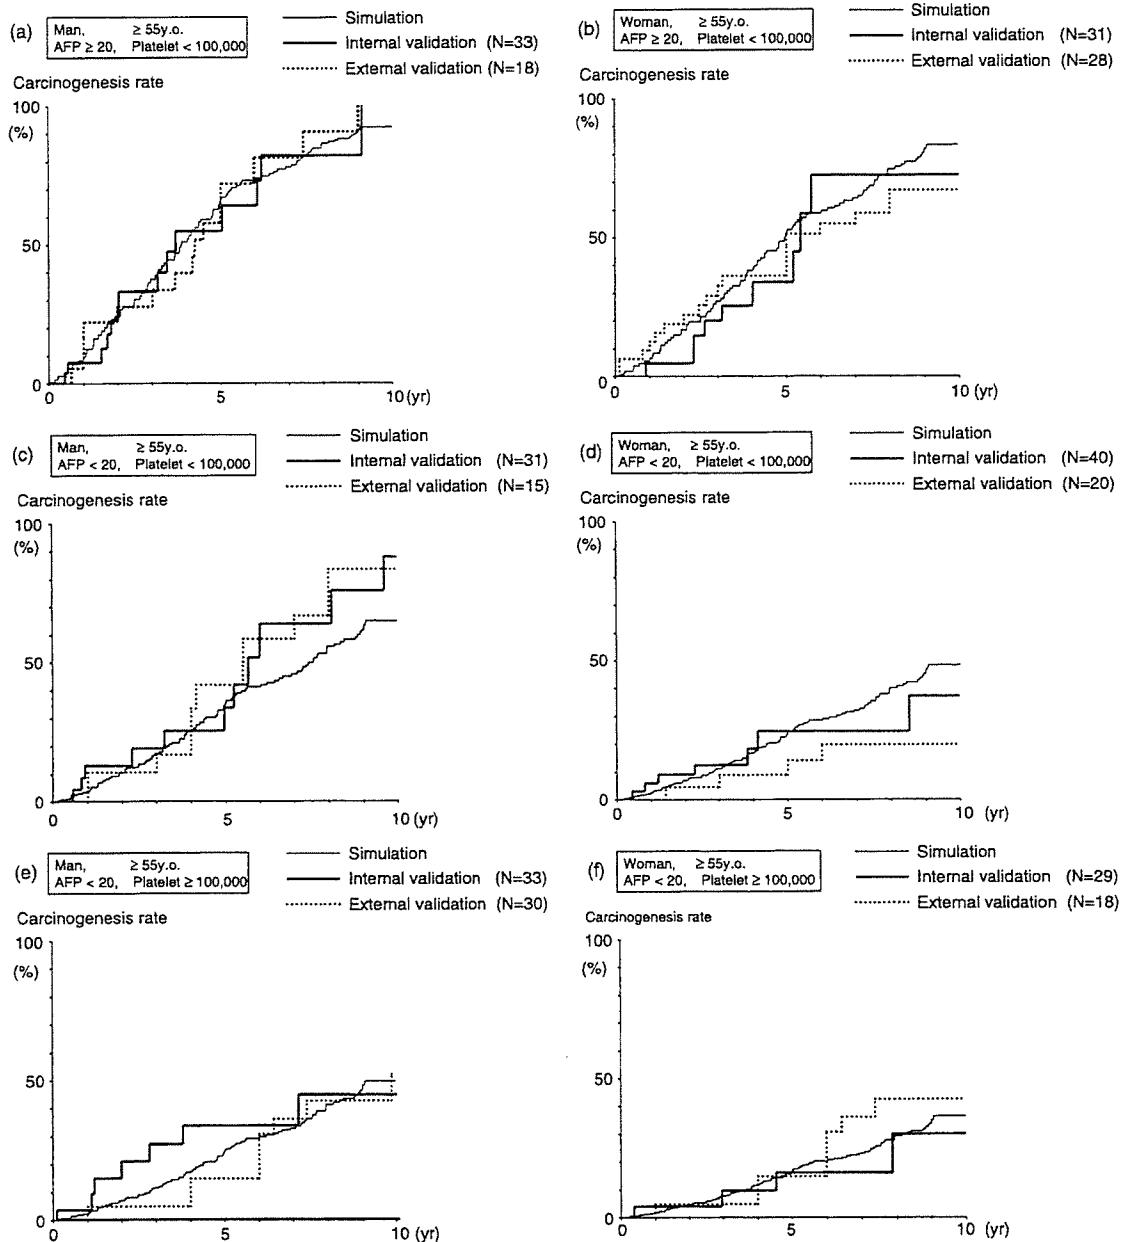 (a)
Man, ≥ 55y.o.
AFP ≥ 20, Platelet < 100,000
Simulation
Internal validation (N=33)
External validation (N=18)
Carcinogenesis rate
100
(%)
50
0
0 5 10 (yr)
(b)
Woman, ≥ 55y.o.
AFP ≥ 20, Platelet < 100,000
Simulation
Internal validation (N=31)
External validation (N=28)
Carcinogenesis rate
100
(%)
50
0
0 5 10 (yr)
(c)
Man, ≥ 55y.o.
AFP < 20, Platelet < 100,000
Simulation
Internal validation (N=31)
External validation (N=15)
Carcinogenesis rate
100
(%)
50
0
0 5 10 (yr)
(d)
Woman, ≥ 55y.o.
AFP < 20, Platelet < 100,000
Simulation
Internal validation (N=40)
External validation (N=20)
Carcinogenesis rate
100
(%)
50
0
0 5 10 (yr)
(e)
Man, ≥ 55y.o.
AFP < 20, Platelet ≥ 100,000
Simulation
Internal validation (N=33)
External validation (N=30)
Carcinogenesis rate
100
(%)
50
0
0 5 10 (yr)
(f)
Woman, ≥ 55y.o.
AFP < 20, Platelet ≥ 100,000
Simulation
Internal validation (N=29)
External validation (N=18)
Carcinogenesis rate
100
(%)
50
0
0 5 10 (yr)